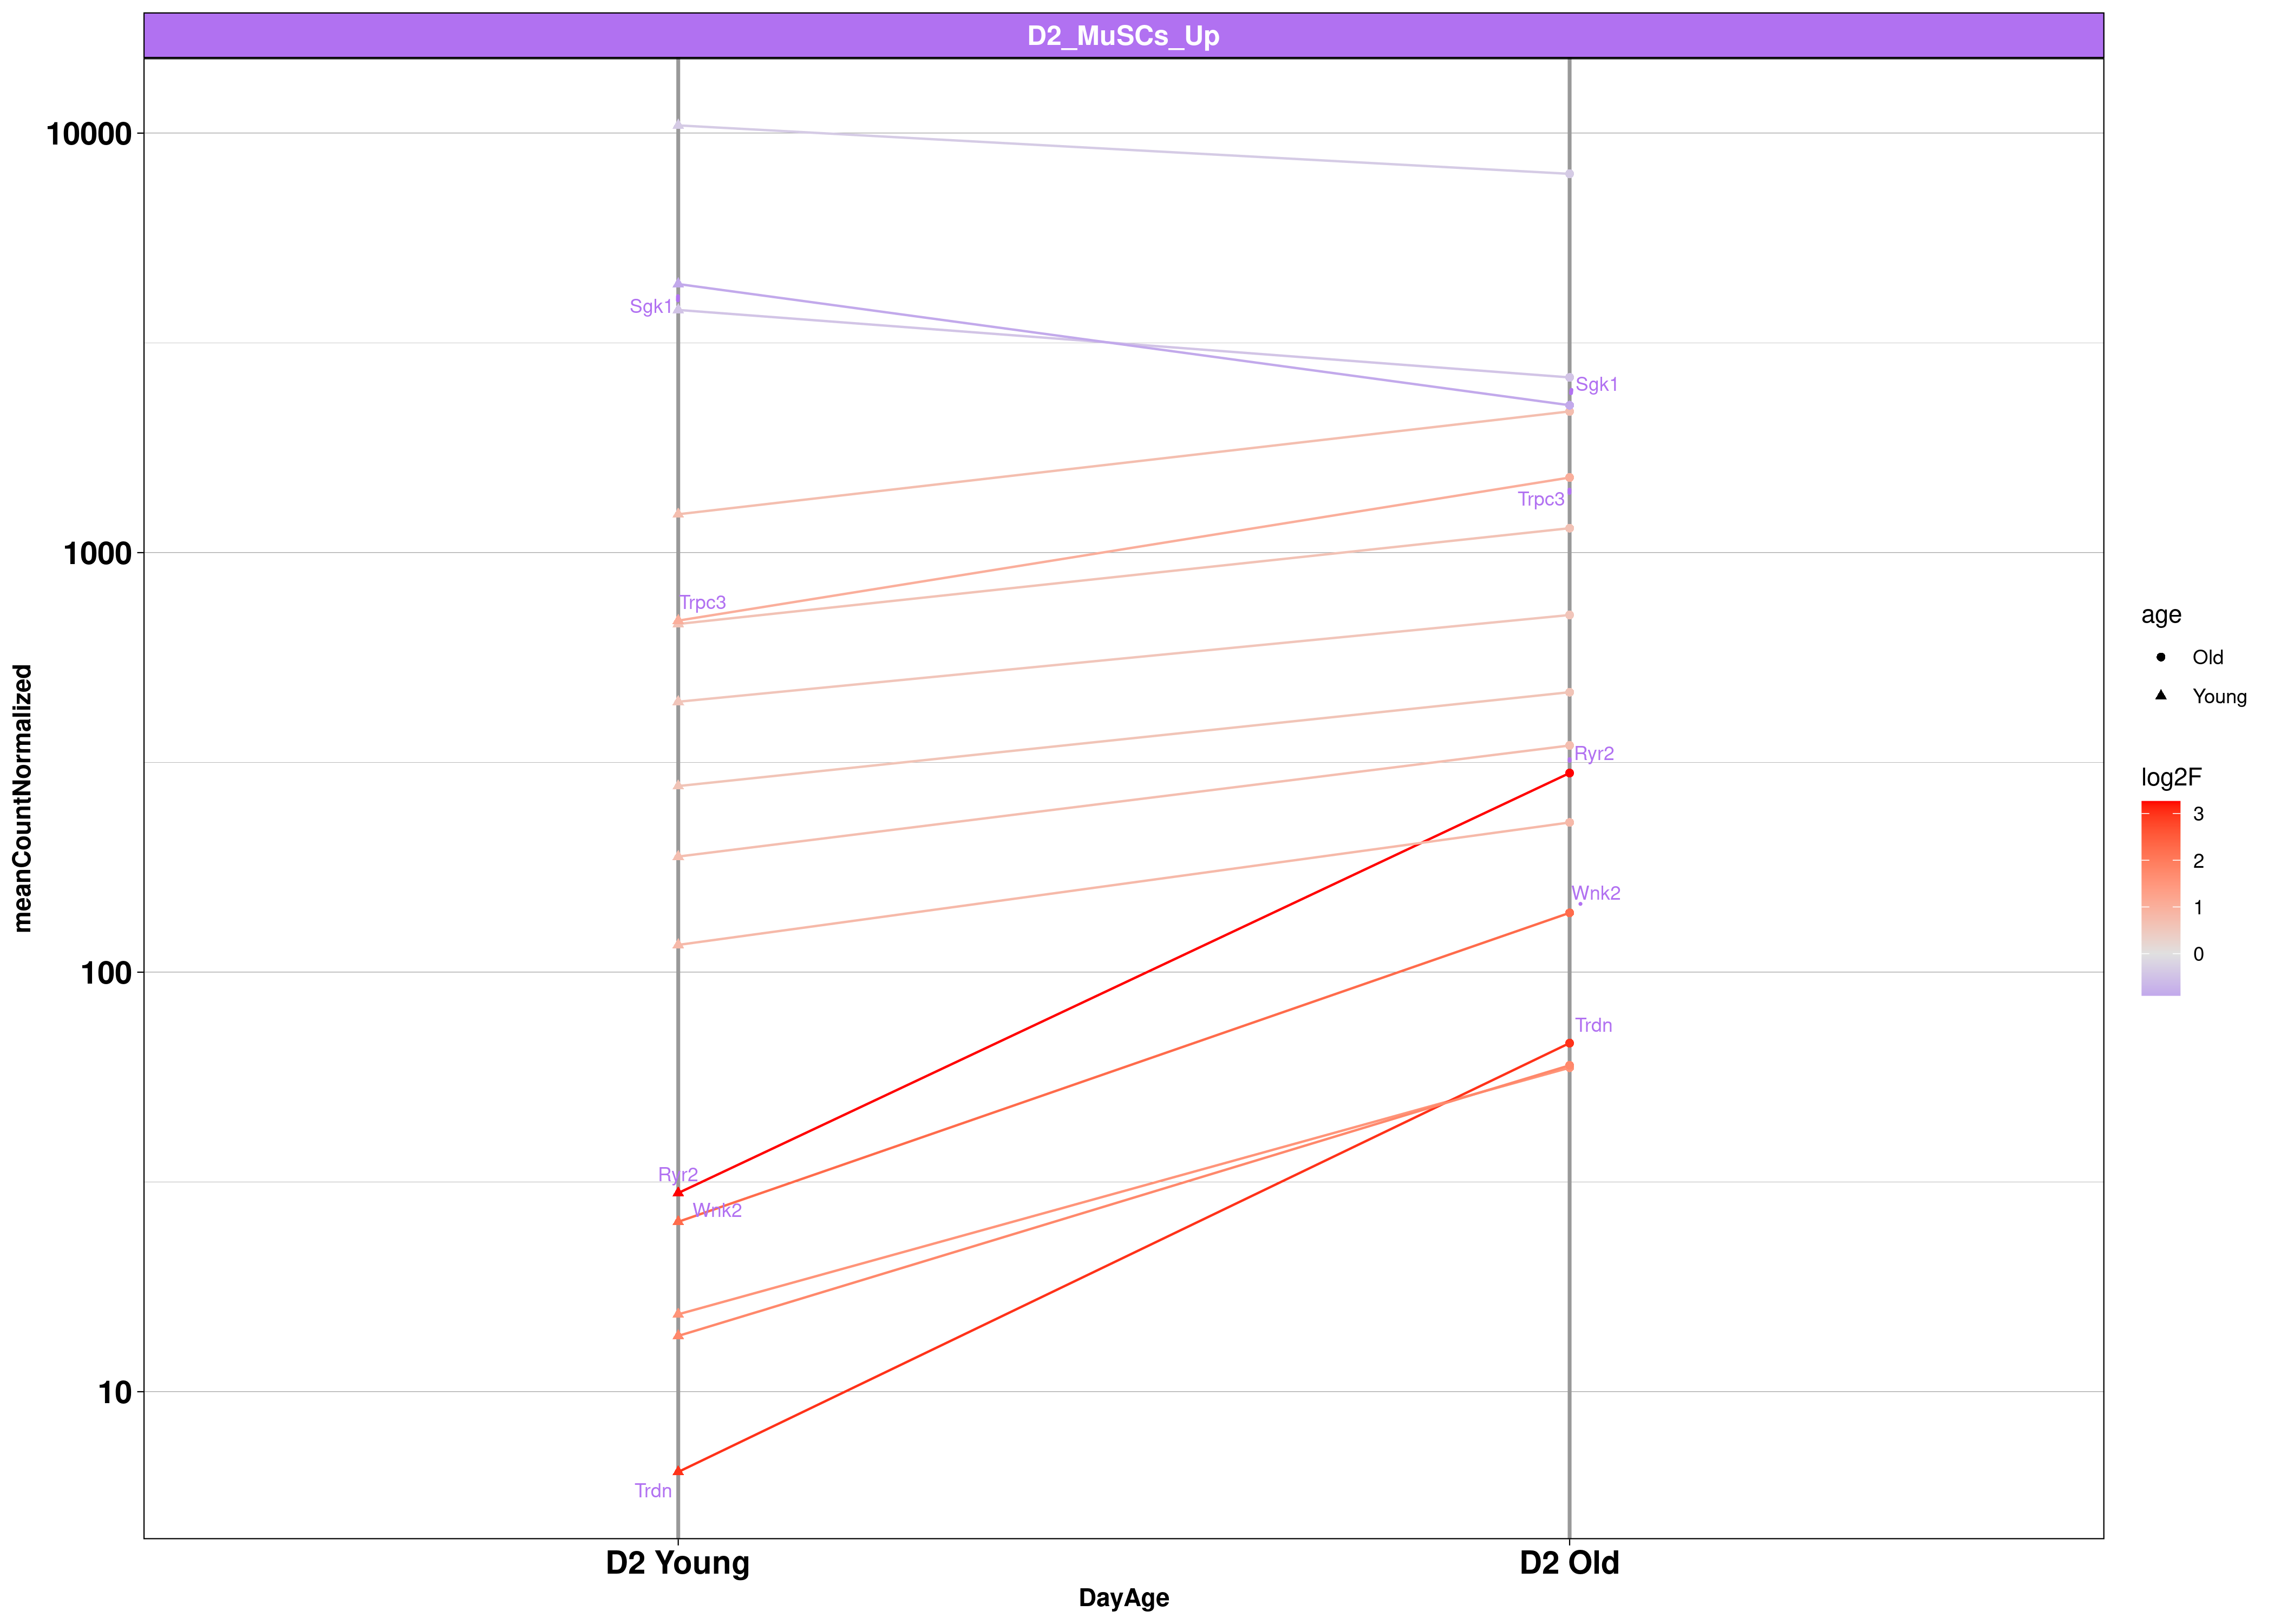 D2_MuSCs_Up
meanCountNormalized
10000
1000
100
10
Sgk1
Sgk1
Trpc3
Trpc3
Ryr2
Wnk2
Trdn
Ryr2
Wnk2
Trdn
D2 Young
D2 Old
DayAge
age
Old
Young
log2F
3
2
1
0